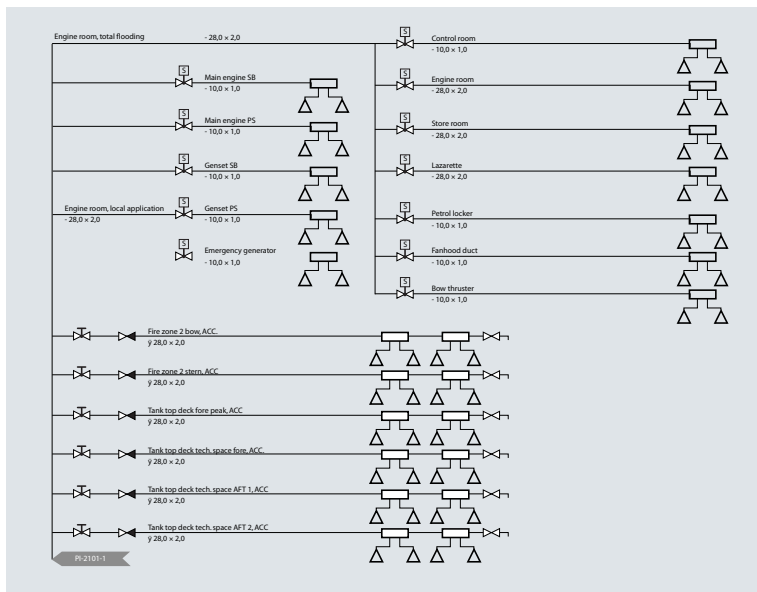 Engine room, total flooding - 28,0 × 2,0
S
Main engine SB
- 10,0 × 1,0
S
Main engine PS
- 10,0 × 1,0
S
Genset SB
- 10,0 × 1,0
Engine room, local application
- 28,0 × 2,0
S
Genset PS
- 10,0 × 1,0
S
Emergency generator
- 10,0 × 1,0
S
Control room
- 10,0 × 1,0
S
Engine room
- 28,0 × 2,0
S
Store room
- 28,0 × 2,0
S
Lazarette
- 28,0 × 2,0
S
Petrol locker
- 10,0 × 1,0
S
Fanhood duct
- 10,0 × 1,0
S
Bow thruster
- 10,0 × 1,0
Fire zone 2 bow, ACC.
ÿ 28,0 × 2,0
Fire zone 2 stern, ACC
ÿ 28,0 × 2,0
Tank top deck fore peak, ACC
ÿ 28,0 × 2,0
Tank top deck tech. space fore, ACC.
ÿ 28,0 × 2,0
Tank top deck tech. space AFT 1, ACC
ÿ 28,0 × 2,0
Tank top deck tech. space AFT 2, ACC
ÿ 28,0 × 2,0
PI-2101-1